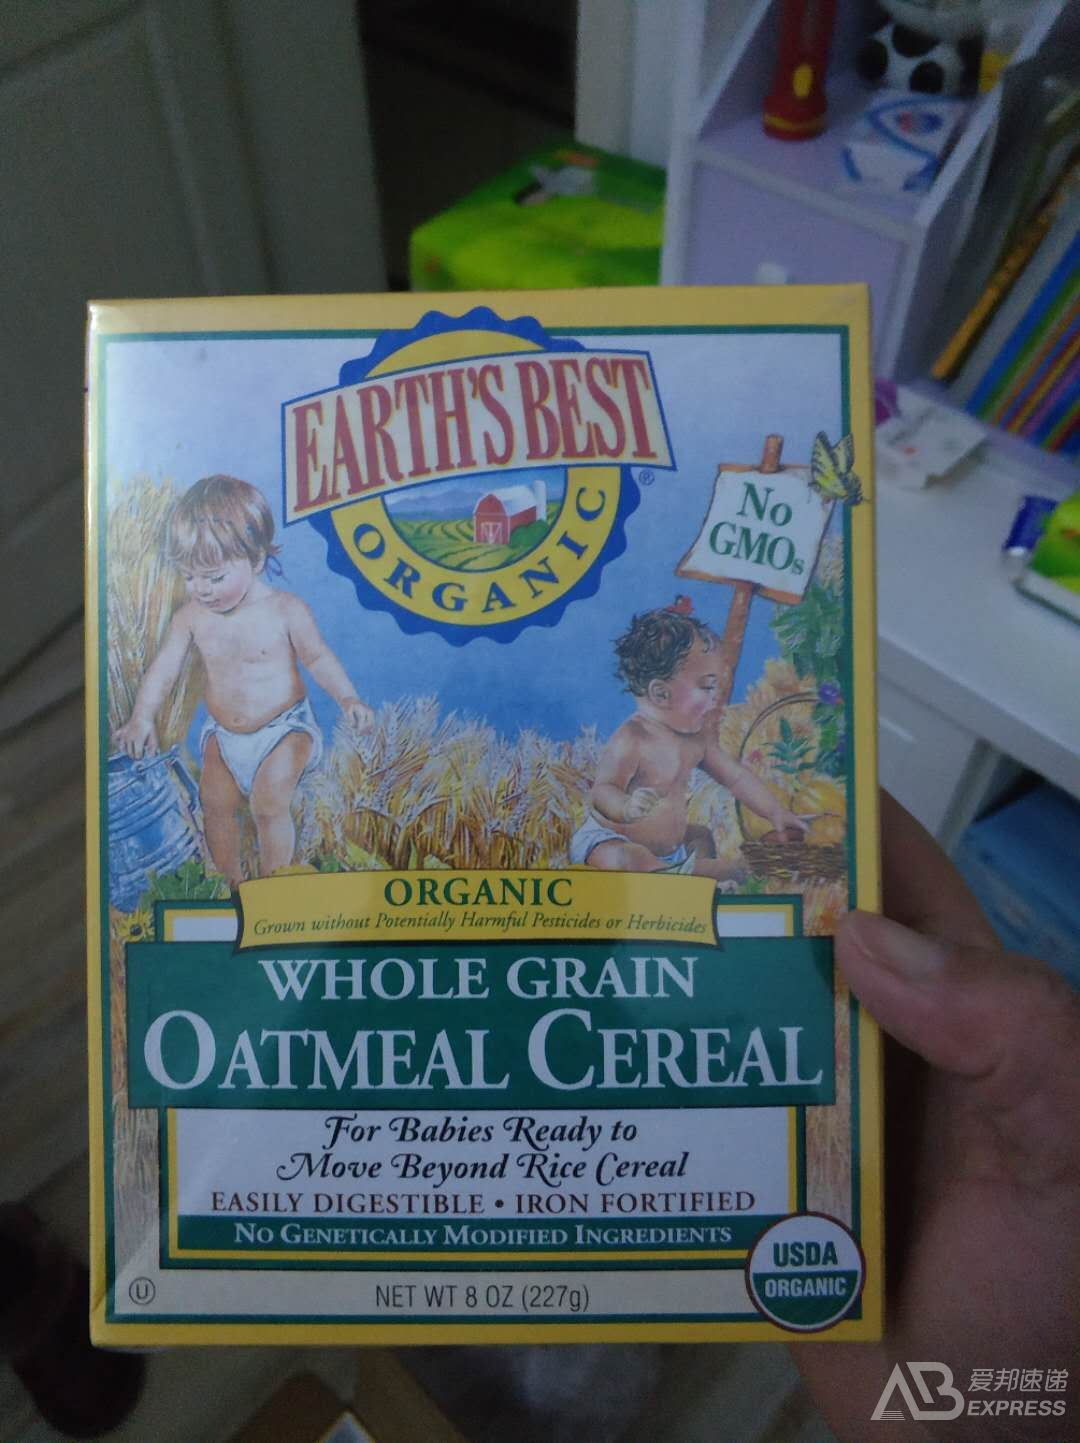 EARTH'S BEST®
ORGANIC
No
GMOs
ORGANIC
Grown without Potentially Harmful Pesticides or Herbicides
WHOLE GRAIN
OATMEAL CEREAL
For Babies Ready to
Move Beyond Rice Cereal
EASILY DIGESTIBLE • IRON FORTIFIED
NO GENETICALLY MODIFIED INGREDIENTS
USDA
ORGANIC
U
NET WT 8 OZ (227g)
AB 爱邦速递
EXPRESS